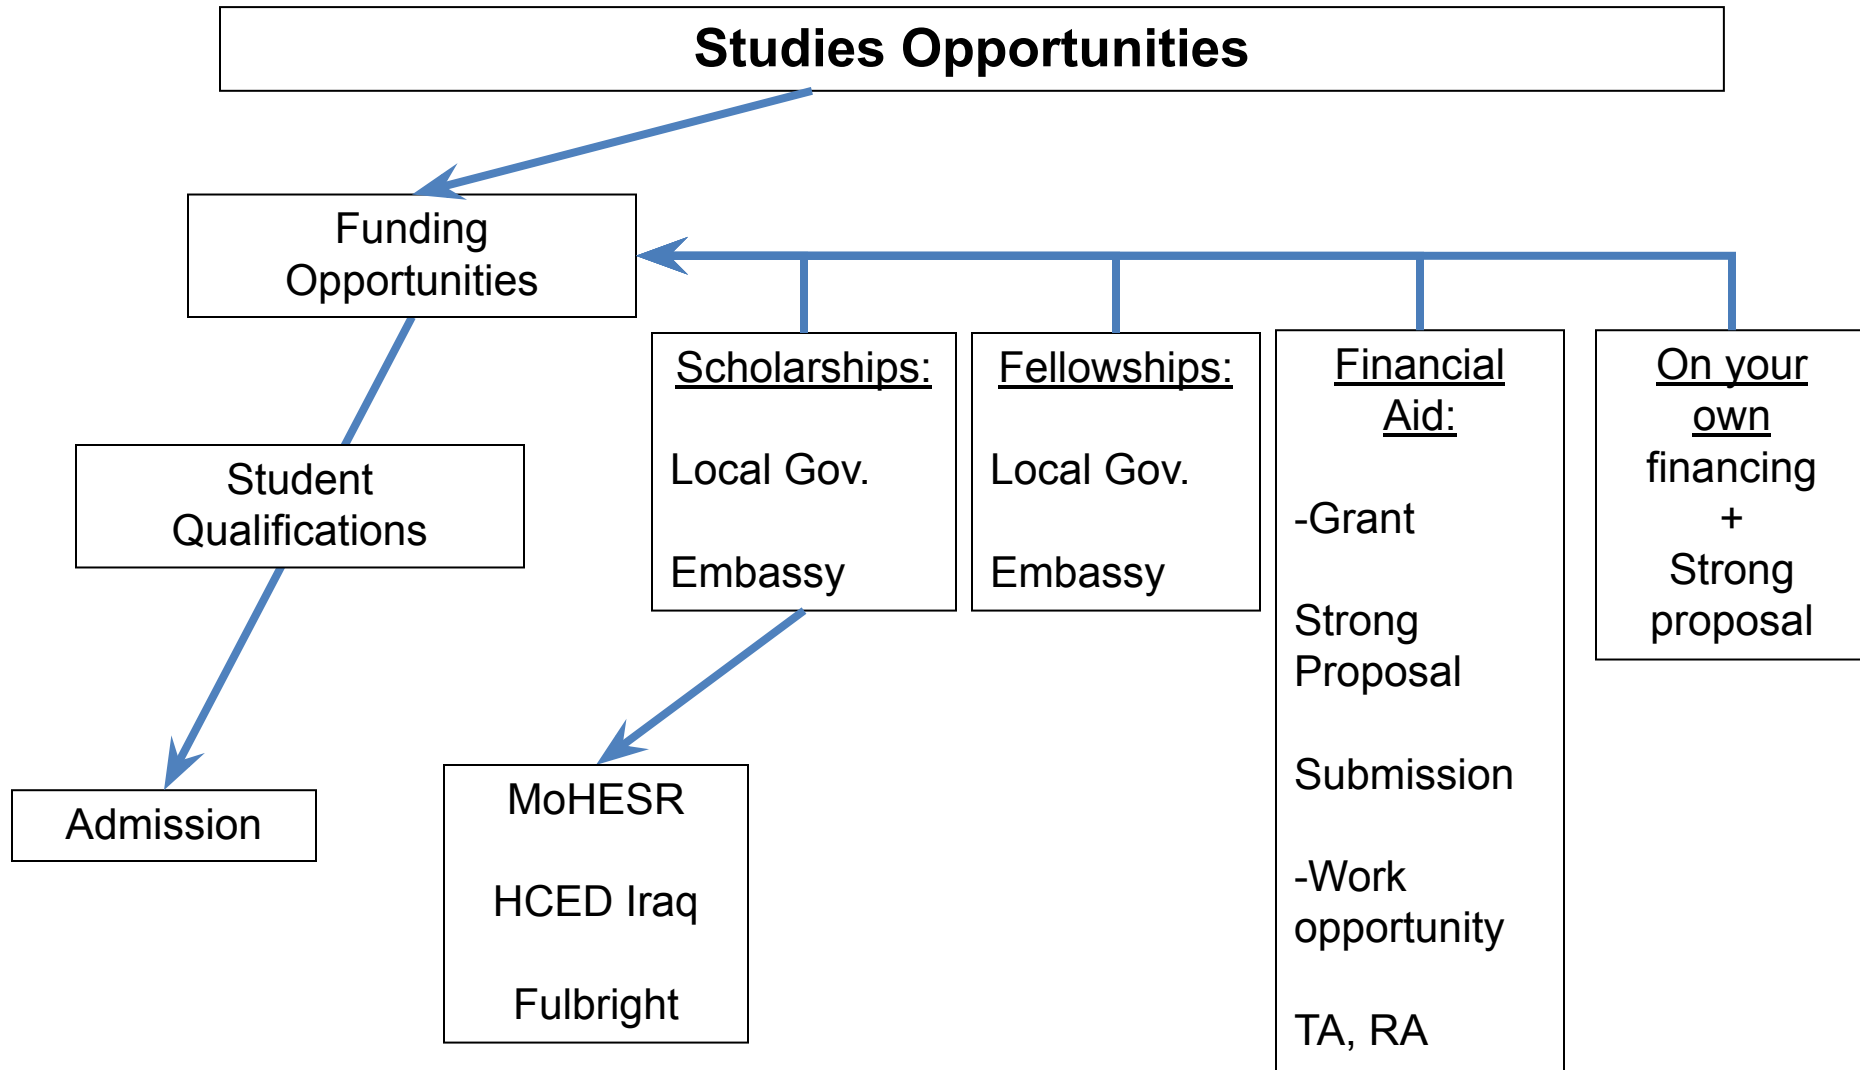 Studies Opportunities
Funding
Opportunities
Student
Qualifications
Admission
Scholarships:
Local Gov.
Embassy
MoHESR
HCED Iraq
Fulbright
Fellowships:
Local Gov.
Embassy
Financial
Aid:
-Grant
Strong
Proposal
Submission
-Work
opportunity
TA, RA
On your
own
financing
+
Strong
proposal